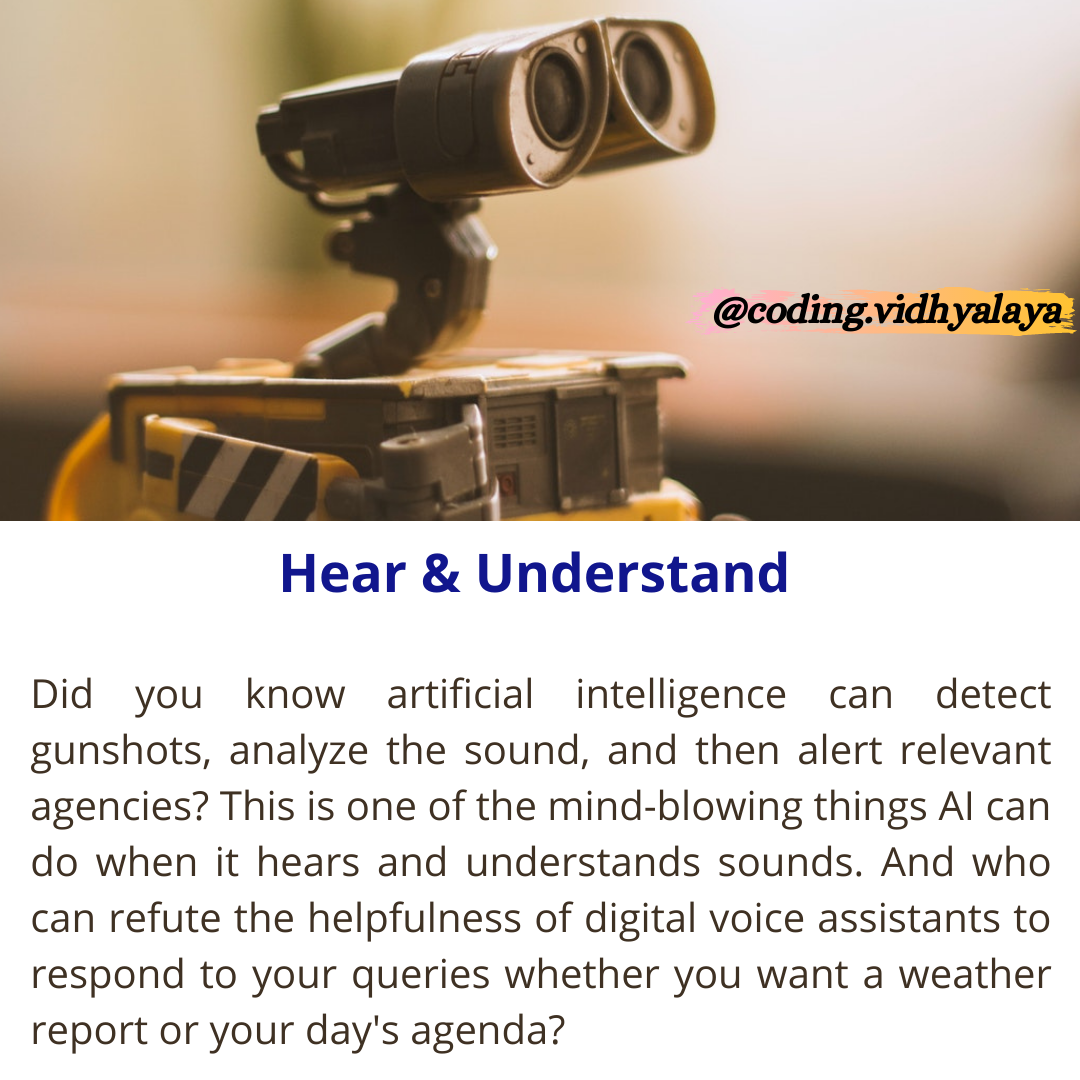 @coding.vidhyalaya
Hear & Understand
Did you know artificial intelligence can detect
gunshots, analyze the sound, and then alert relevant
agencies? This is one of the mind-blowing things AI can
do when it hears and understands sounds. And who
can refute the helpfulness of digital voice assistants to
respond to your queries whether you want a weather
report or your day's agenda?